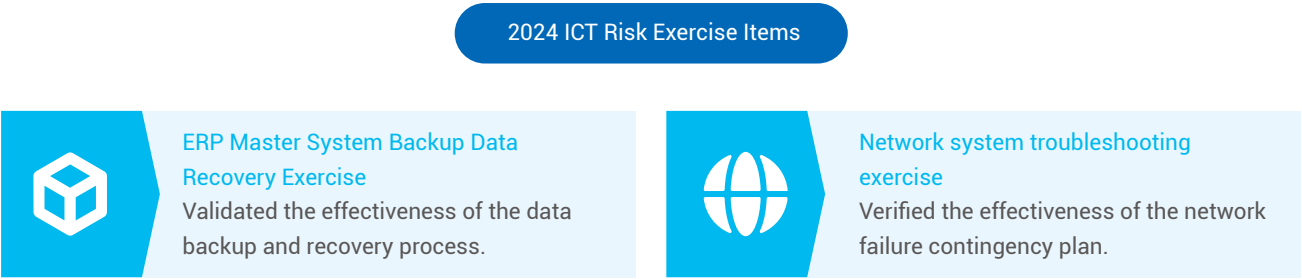 2024 ICT Risk Exercise Items
ERP Master System Backup Data
Recovery Exercise
Validated the effectiveness of the data
backup and recovery process.
Network system troubleshooting
exercise
Verified the effectiveness of the network
failure contingency plan.